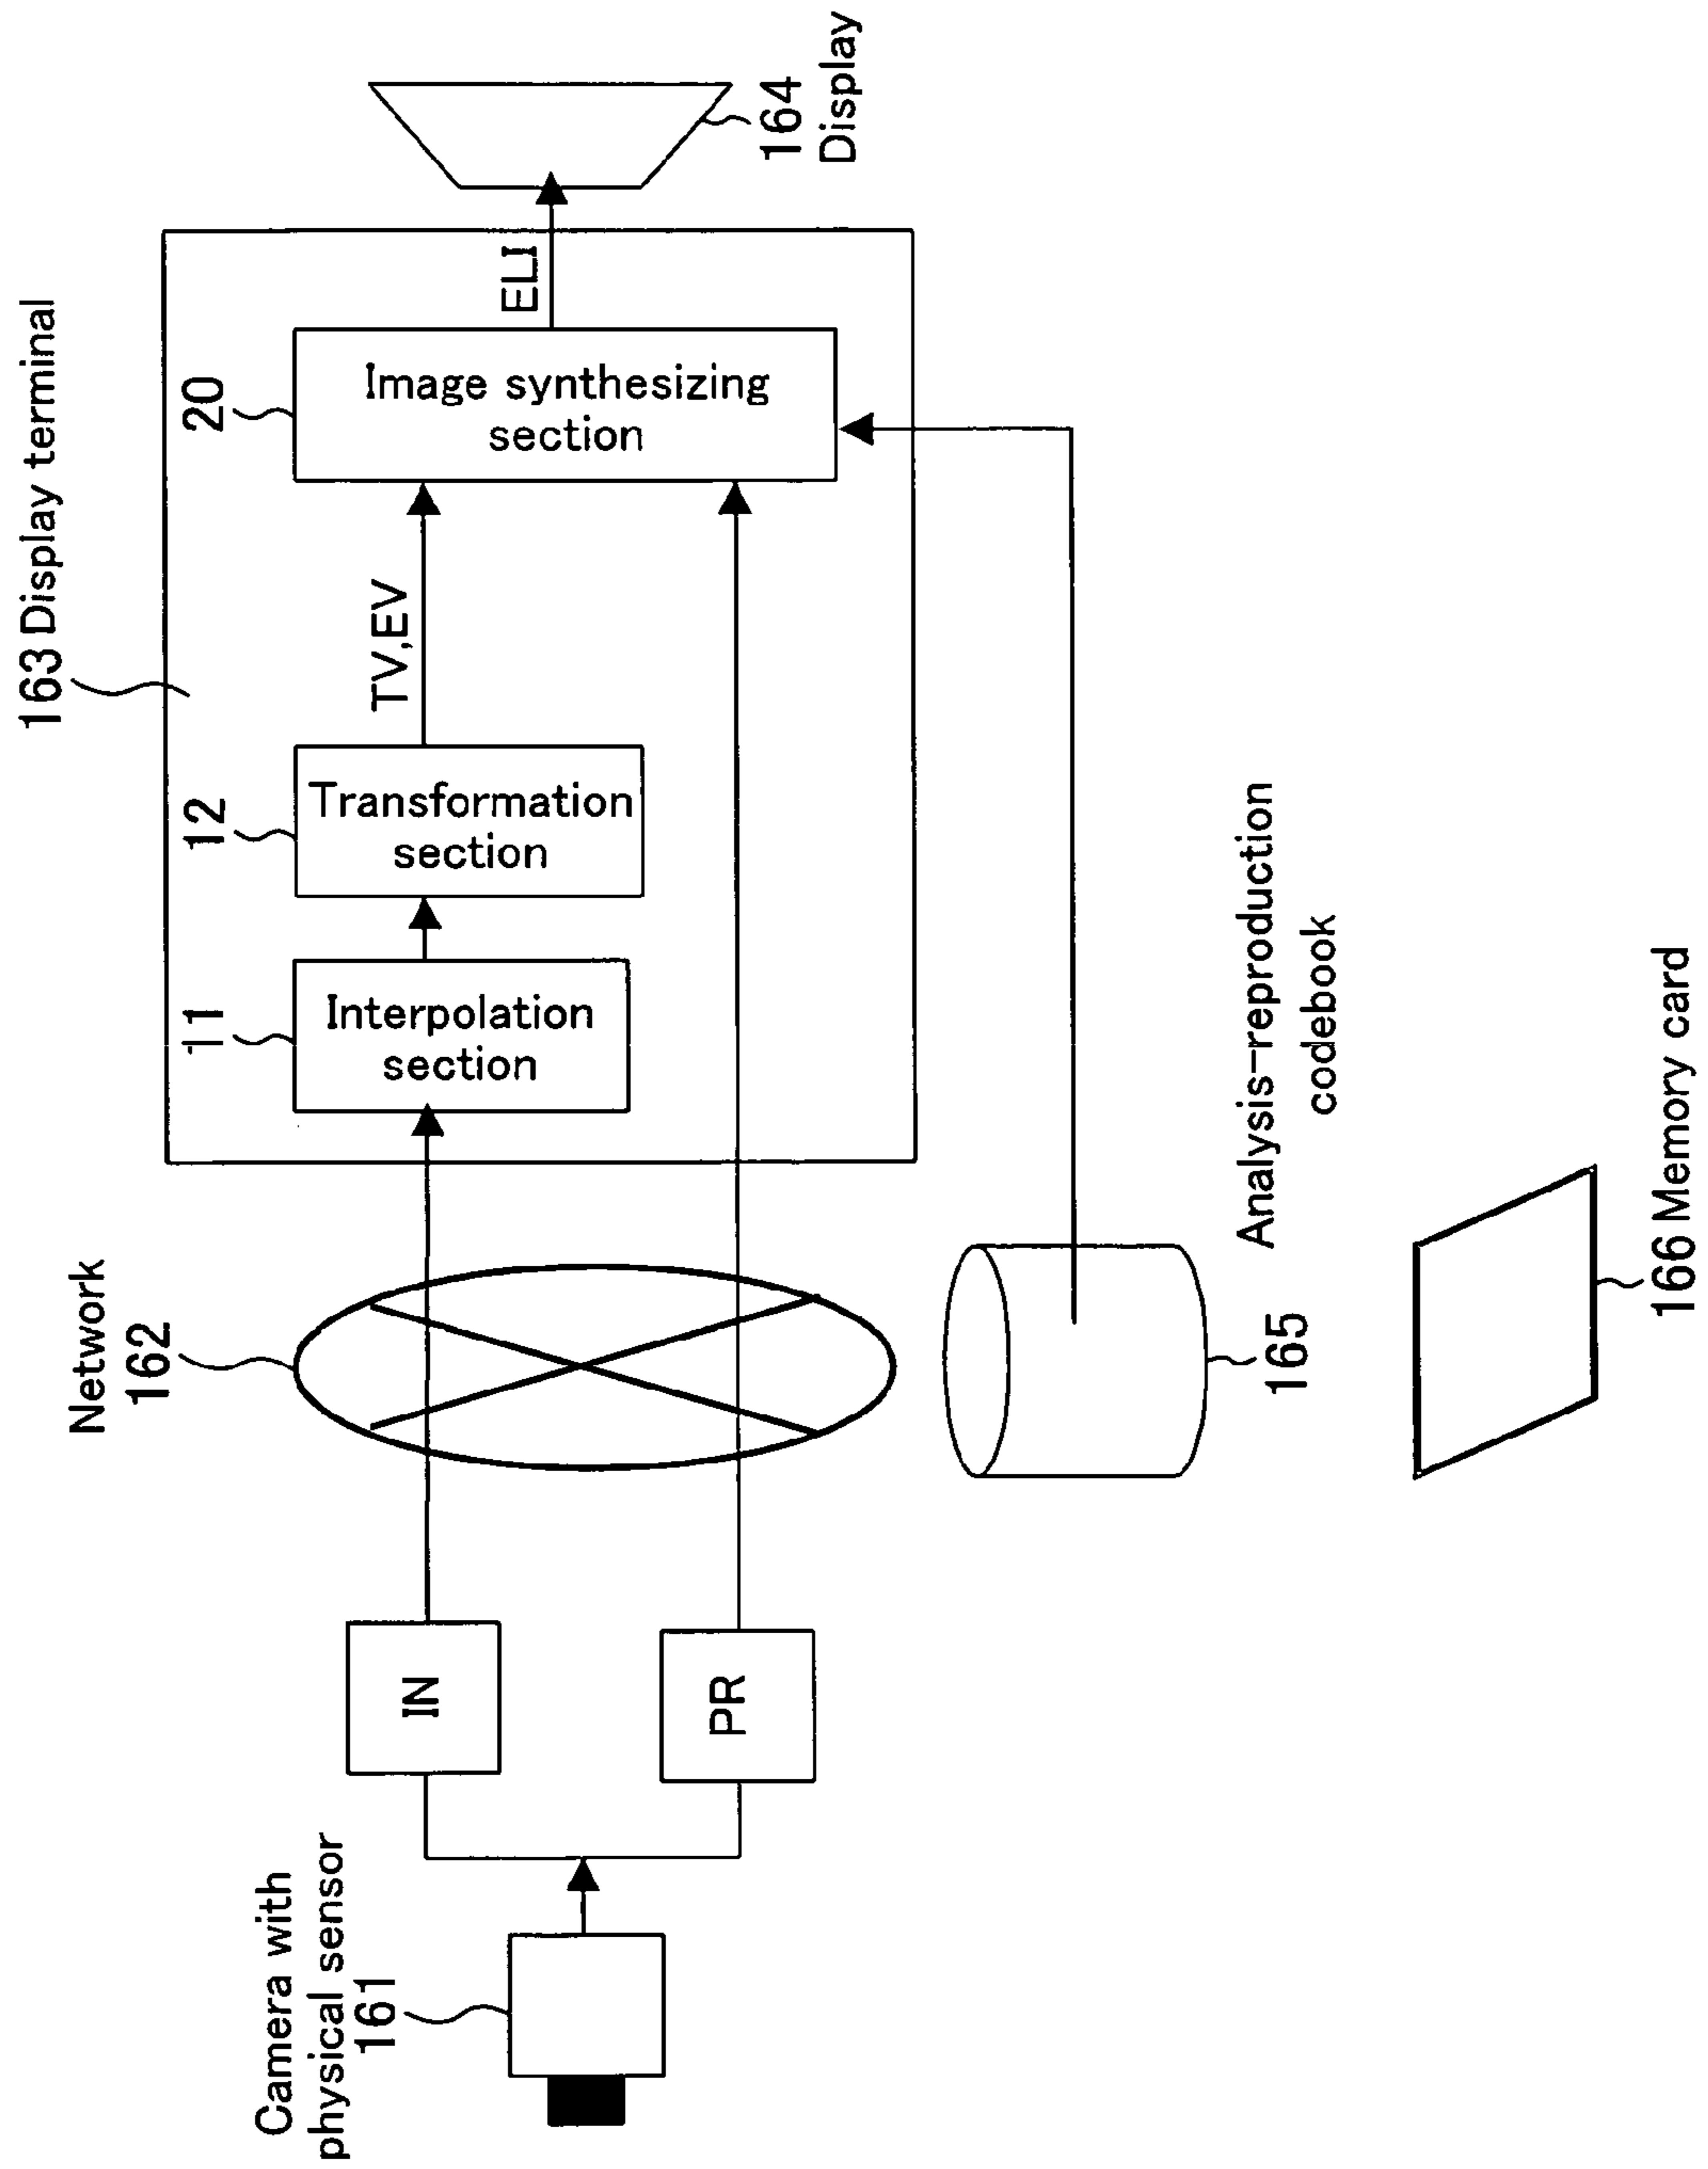 163 Display terminal
Network
162
Camera with
physical sensor
161
IN
PR
11
Interpolation
section
12
Transformation
section
TV,EV
20
Image synthesizing
section
ELI
164
Display
165
Analysis-reproduction
codebook
166 Memory card